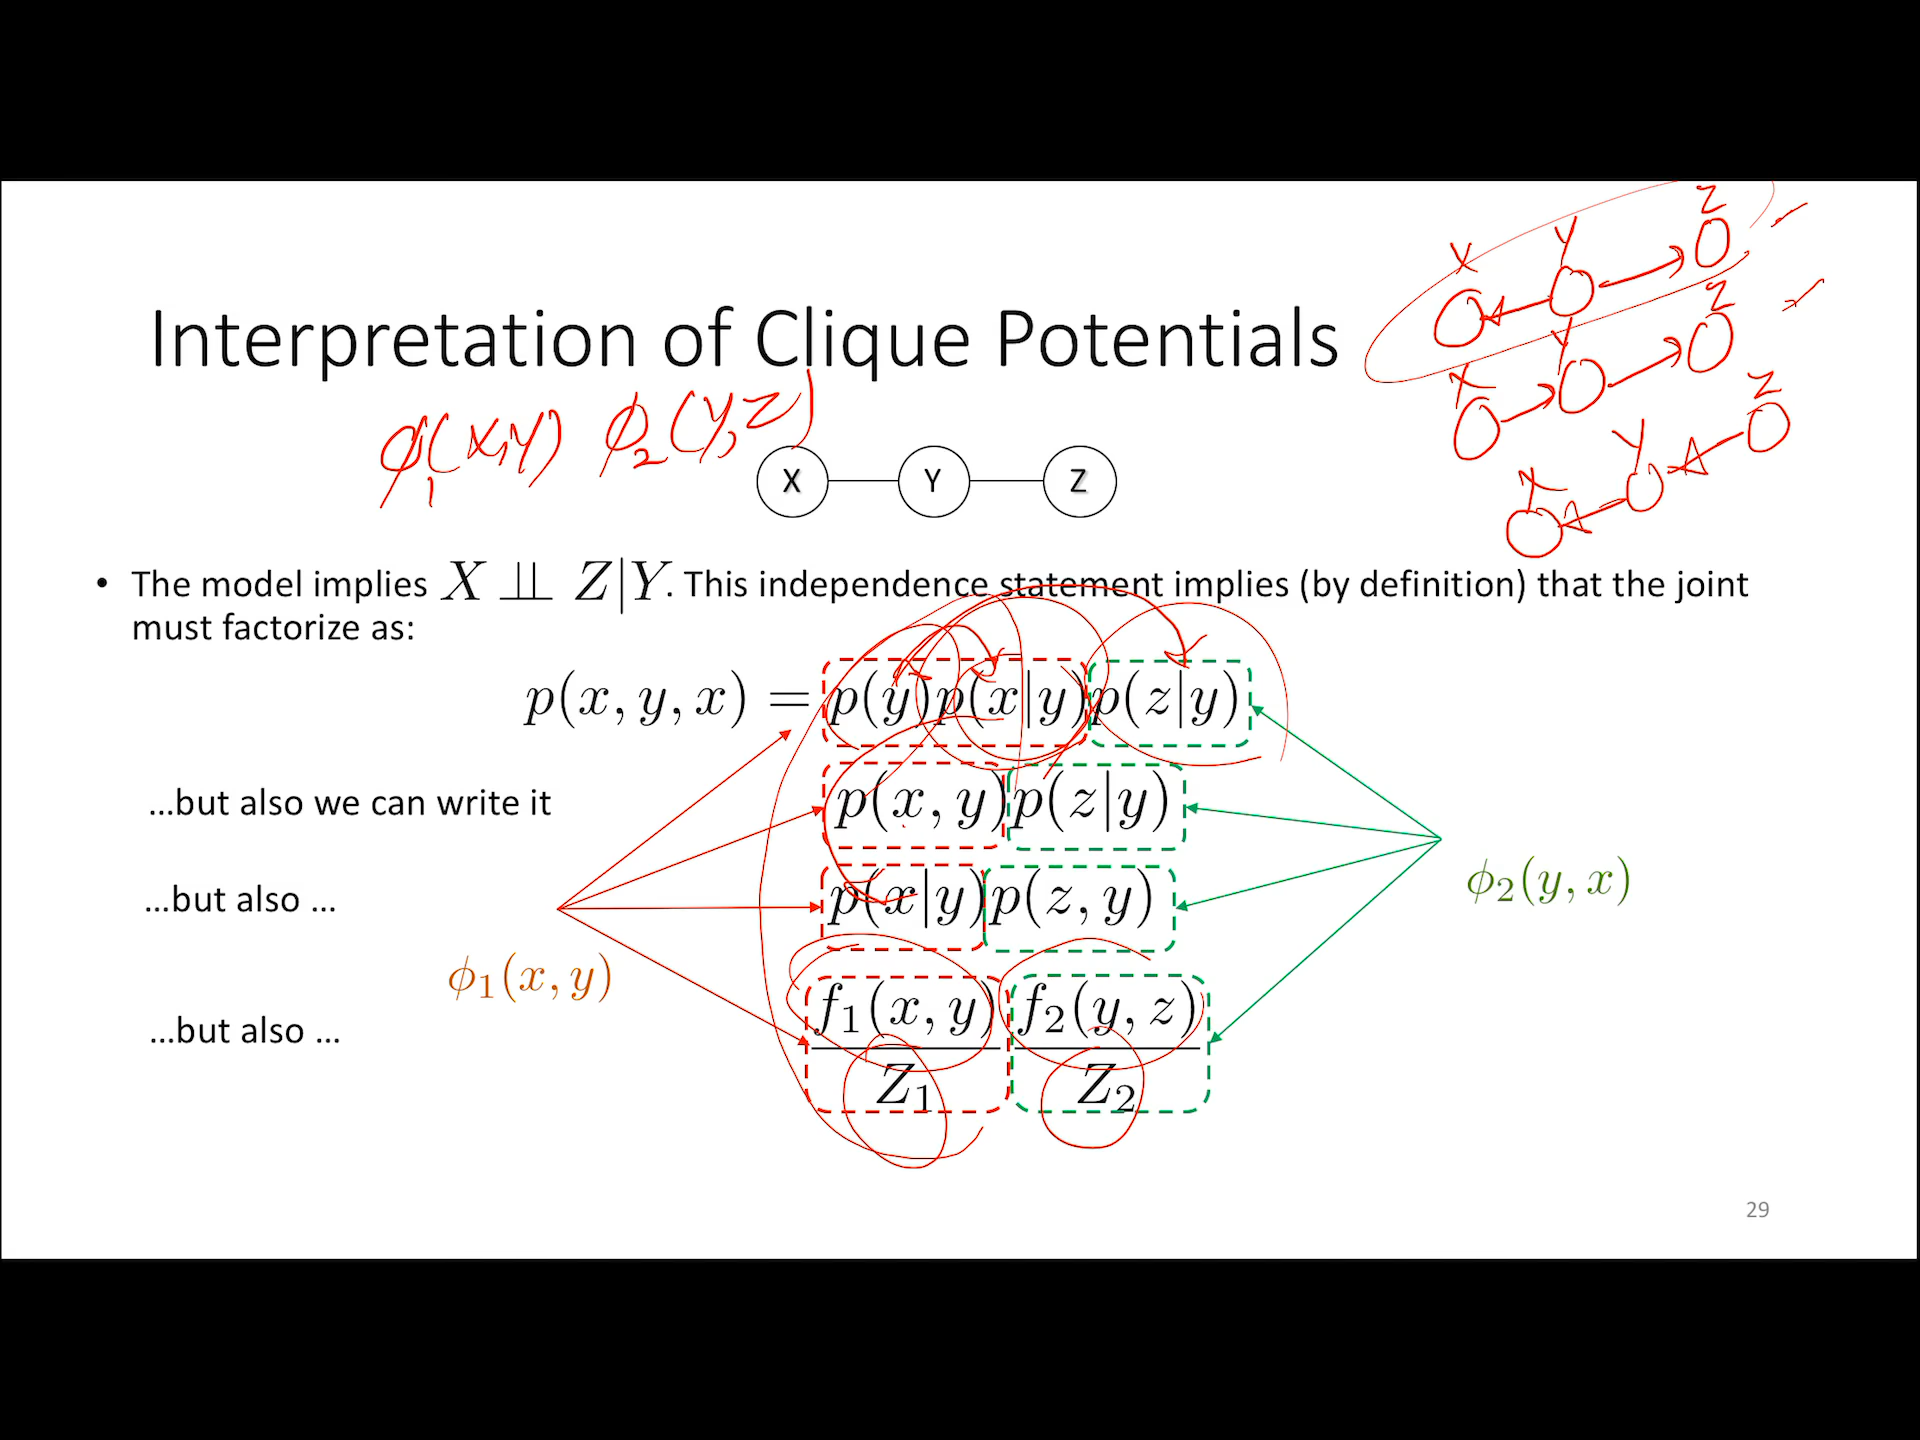 X Y Z
X Y Z
X Y Z
Interpretation of Clique Potentials
ϕ₁(x,y) ϕ₂(y,z)
X Y Z
• The model implies X ⫫ Z|Y. This independence statement implies (by definition) that the joint
must factorize as:
p(x, y, x) = p(y)p(x|y)p(z|y)
...but also we can write it p(x, y)p(z|y)
...but also ... p(x|y)p(z, y)
ϕ₂(y, x)
ϕ₁(x, y)
...but also ... f₁(x, y) f₂(y, z)
Z₁ Z₂
29